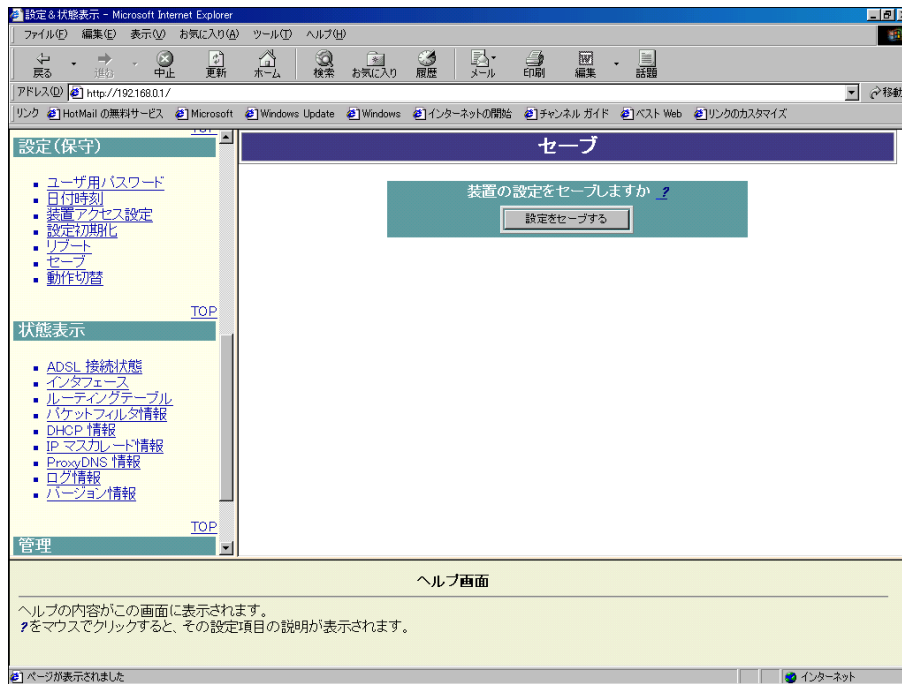 設定＆状態表示 - Microsoft Internet Explorer
ファイル(F) 編集(E) 表示(V) お気に入り(A) ツール(T) ヘルプ(H)
戻る 進む 中止 更新 ホーム 検索 お気に入り 履歴 メール 印刷 編集 話題
アドレス(D) http://192.168.0.1/ 移動
リンク HotMail の無料サービス Microsoft Windows Update Windows インターネットの開始 チャンネル ガイド ベスト Web リンクのカスタマイズ
TOP
設定(保守)
ユーザ用パスワード
日付時刻
装置アクセス設定
設定初期化
リブート
セーブ
動作切替
TOP
状態表示
ADSL 接続状態
インタフェース
ルーティングテーブル
パケットフィルタ情報
DHCP 情報
IP マスカレード情報
ProxyDNS 情報
ログ情報
バージョン情報
TOP
管理
セーブ
装置の設定をセーブしますか ?
設定をセーブする
ヘルプ画面
ヘルプの内容がこの画面に表示されます。
?をマウスでクリックすると、その設定項目の説明が表示されます。
ページが表示されました インターネット